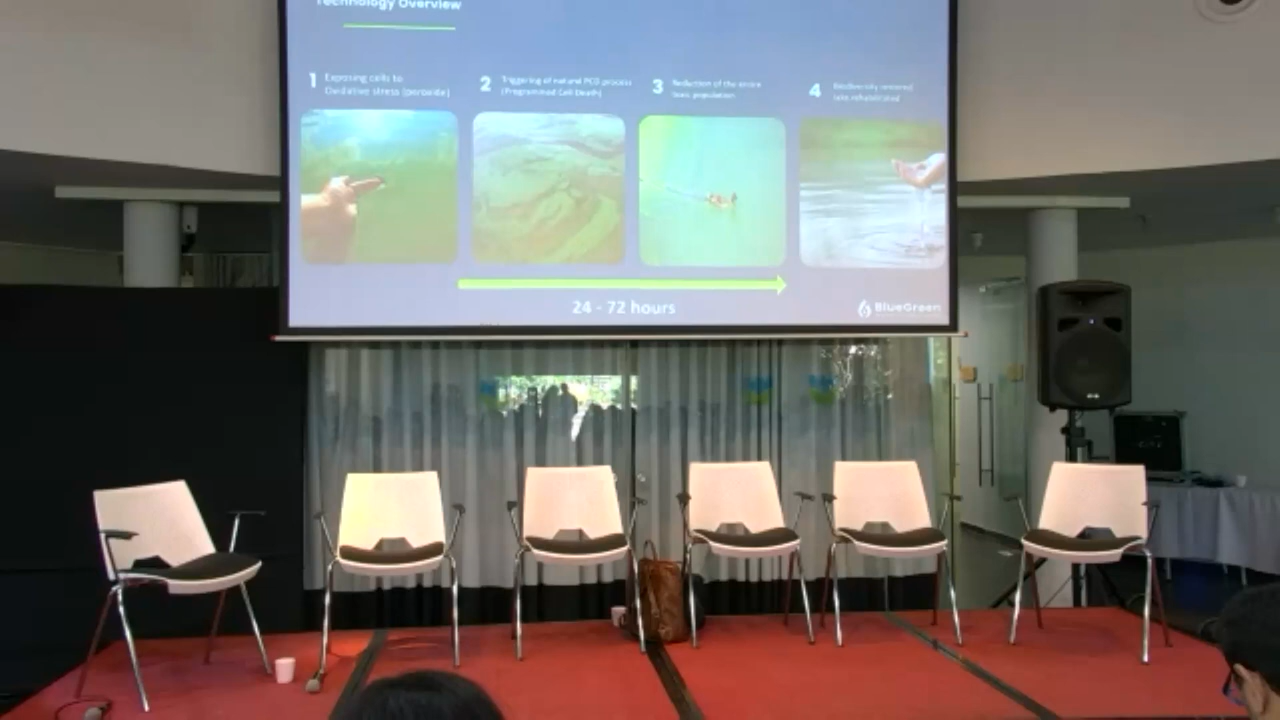 Technology Overview
1 Exposing cells to
Oxidative stress (peroxide)
2 Triggering of natural PCD process
(Programmed Cell Death)
3 Reduction of the entire
toxic population
4 Biodiversity restored
lake rehabilitated
24 - 72 hours
BlueGreen